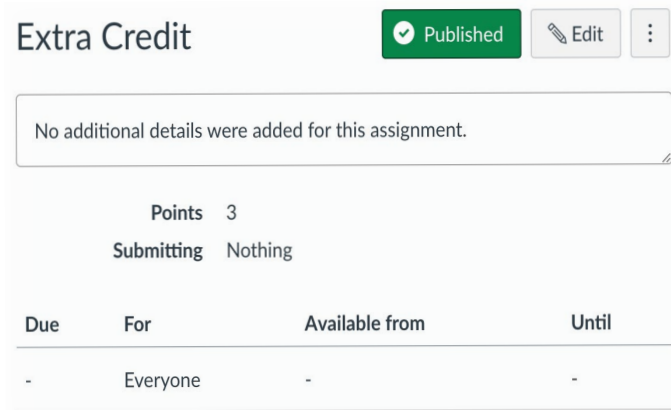 Extra Credit
Published
Edit
No additional details were added for this assignment.
Points 3
Submitting Nothing
Due For Available from Until
- Everyone - -